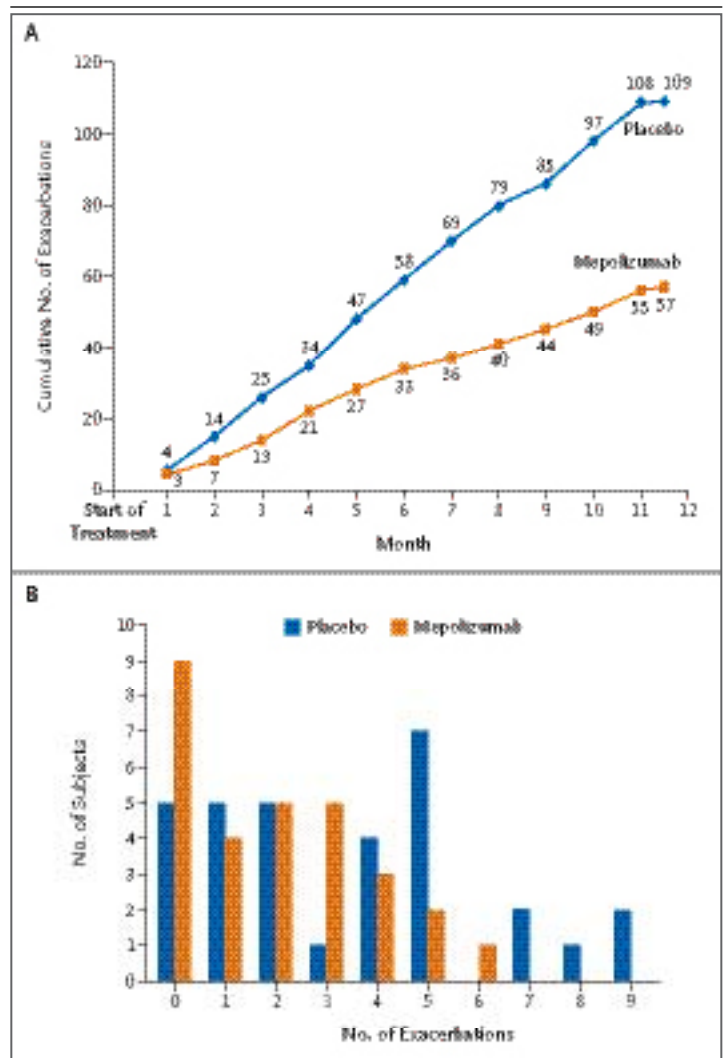 A
120
100
80
60
40
20
0
Cumulative No. of Exacerbations
4 14 25 34 47 58 69 79 85 97 108 109
Placebo
Mepolizumab
3 7 13 21 27 33 36 40 44 49 55 57
Start of Treatment
1 2 3 4 5 6 7 8 9 10 11 12
Month
B
Placebo Mepolizumab
10
9
8
7
6
5
4
3
2
1
0
No. of Subjects
0 1 2 3 4 5 6 7 8 9
No. of Exacerbations